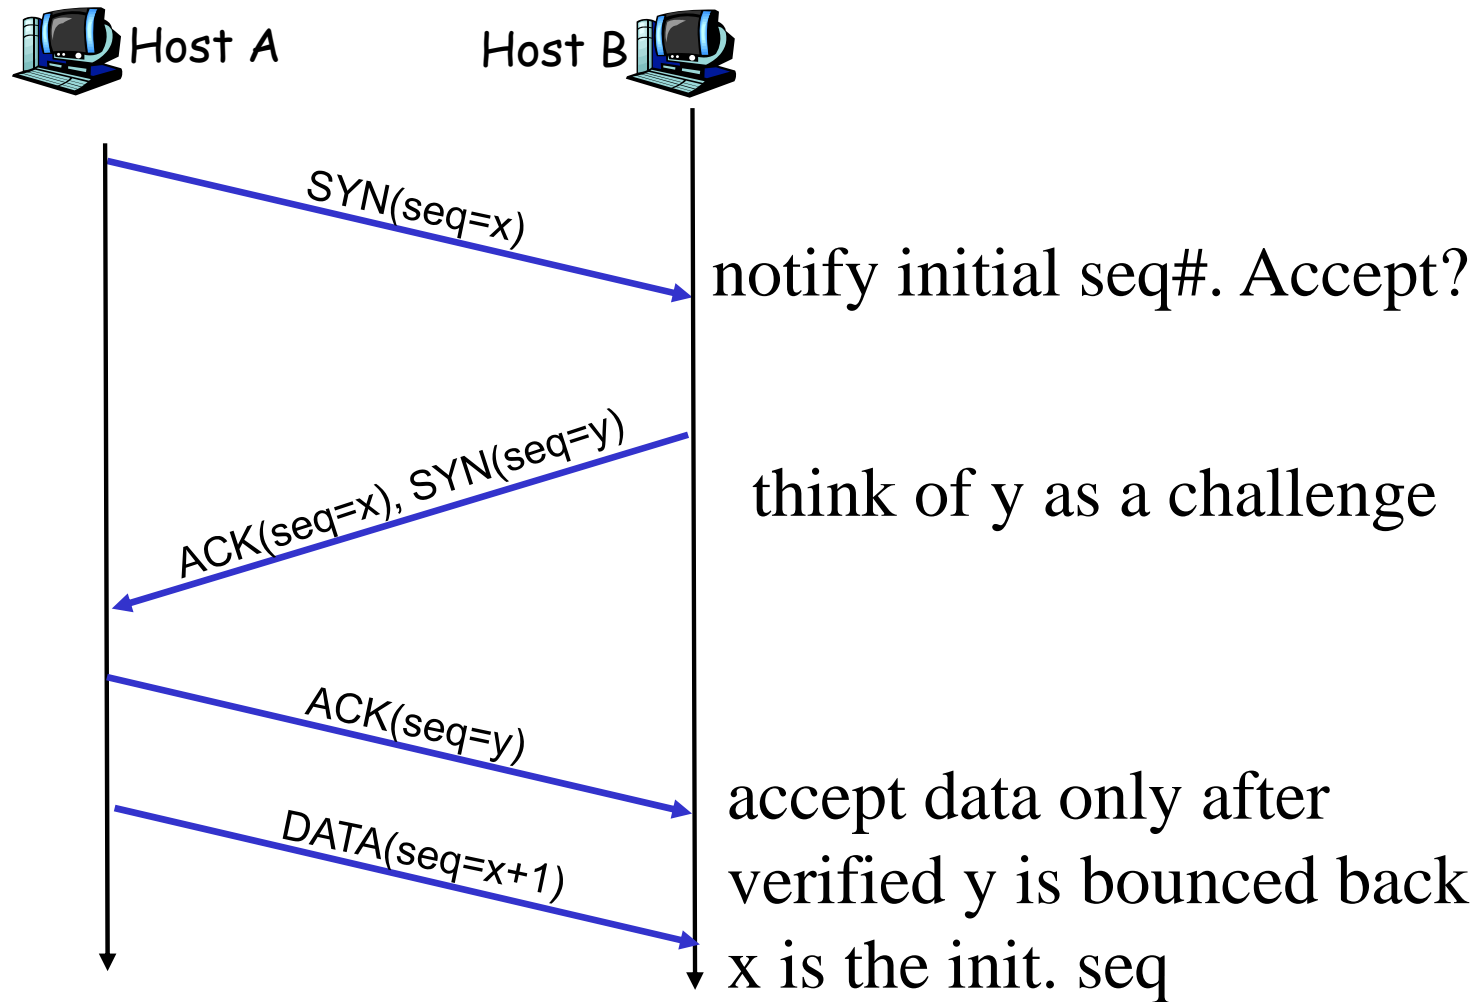 Host A
Host B
SYN(seq=x)
notify initial seq#. Accept?
ACK(seq=x), SYN(seq=y)
think of y as a challenge
ACK(seq=y)
DATA(seq=x+1)
accept data only after
verified y is bounced back
x is the init. seq